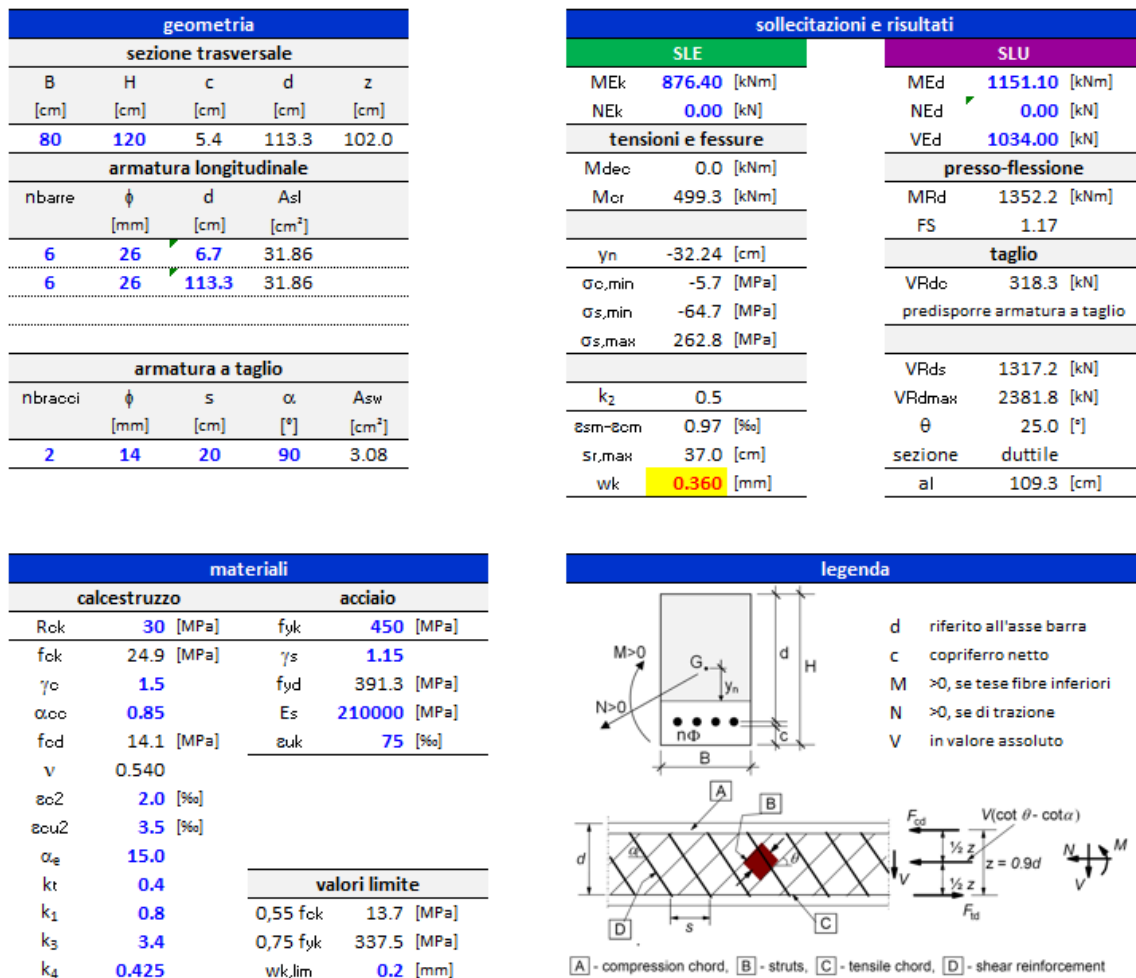 geometria
sezione trasversale
B H c d z
[cm] [cm] [cm] [cm] [cm]
80 120 5.4 113.3 102.0
armatura longitudinale
nbarre ϕ d Asl
[mm] [cm] [cm²]
6 26 6.7 31.86
6 26 113.3 31.86
armatura a taglio
nbracci ϕ s α Asw
[mm] [cm] [°] [cm²]
2 14 20 90 3.08
sollecitazioni e risultati
SLE
MEk 876.40 [kNm]
NEk 0.00 [kN]
tensioni e fessure
Mdec 0.0 [kNm]
Mcr 499.3 [kNm]
yn -32.24 [cm]
σc,min -5.7 [MPa]
σs,min -64.7 [MPa]
σs,max 262.8 [MPa]
k₂ 0.5
εsm-εcm 0.97 [‰]
sr,max 37.0 [cm]
wk 0.360 [mm]
SLU
MEd 1151.10 [kNm]
NEd 0.00 [kN]
VEd 1034.00 [kN]
presso-flessione
MRd 1352.2 [kNm]
FS 1.17
taglio
VRdc 318.3 [kN]
predisporre armatura a taglio
VRds 1317.2 [kN]
VRdmax 2381.8 [kN]
θ 25.0 [°]
sezione duttile
al 109.3 [cm]
materiali
calcestruzzo
Rck 30 [MPa]
fck 24.9 [MPa]
γc 1.5
αcc 0.85
fcd 14.1 [MPa]
ν 0.540
εc2 2.0 [‰]
εcu2 3.5 [‰]
αe 15.0
kt 0.4
k₁ 0.8
k₃ 3.4
k₄ 0.425
acciaio
fyk 450 [MPa]
γs 1.15
fyd 391.3 [MPa]
Es 210000 [MPa]
εuk 75 [‰]
valori limite
0,55 fck 13.7 [MPa]
0,75 fyk 337.5 [MPa]
wk,lim 0.2 [mm]
legenda
M>0
N>0
G
yn
d
H
nΦ
c
B
d riferito all'asse barra
c copriferro netto
M >0, se tese fibre inferiori
N >0, se di trazione
V in valore assoluto
A
B
Fcd
V(cot θ - cotα)
d
α
θ
½ z
z = 0.9d
½ z
N
M
V
V
Ftd
D
s
C
A - compression chord, B - struts, C - tensile chord, D - shear reinforcement